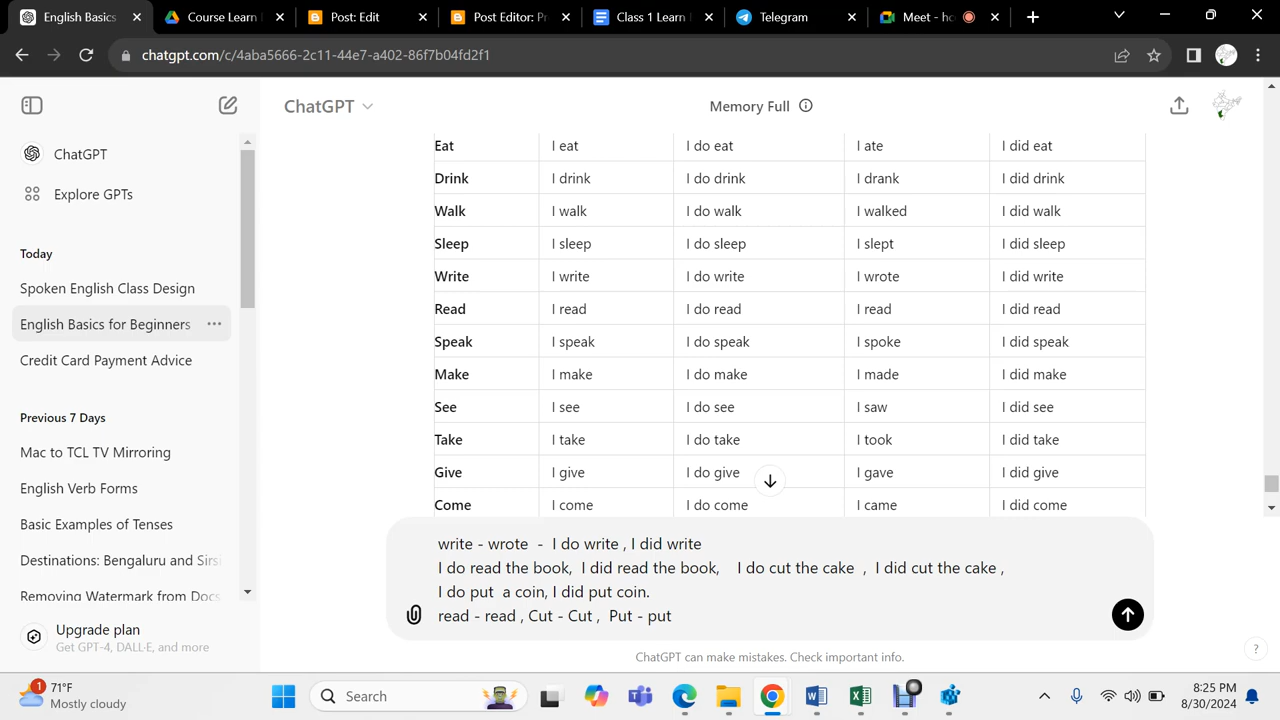 English Basics
Course Learn
Post: Edit
Post Editor: Pr
Class 1 Learn
Telegram
Meet - ho
chatgpt.com/c/4aba5666-2c11-44e7-a402-86f7b04fd2f1
ChatGPT
Memory Full
ChatGPT
Explore GPTs
Today
Spoken English Class Design
English Basics for Beginners
Credit Card Payment Advice
Previous 7 Days
Mac to TCL TV Mirroring
English Verb Forms
Basic Examples of Tenses
Destinations: Bengaluru and Sirsi
Removing Watermark from Docs
Upgrade plan
Get GPT-4, DALL·E, and more
Eat I eat I do eat I ate I did eat
Drink I drink I do drink I drank I did drink
Walk I walk I do walk I walked I did walk
Sleep I sleep I do sleep I slept I did sleep
Write I write I do write I wrote I did write
Read I read I do read I read I did read
Speak I speak I do speak I spoke I did speak
Make I make I do make I made I did make
See I see I do see I saw I did see
Take I take I do take I took I did take
Give I give I do give I gave I did give
Come I come I do come I came I did come
write - wrote - I do write , I did write
I do read the book, I did read the book, I do cut the cake , I did cut the cake ,
I do put a coin, I did put coin.
read - read , Cut - Cut , Put - put
ChatGPT can make mistakes. Check important info.
?
1
71°F
Mostly cloudy
Search
8:25 PM
8/30/2024